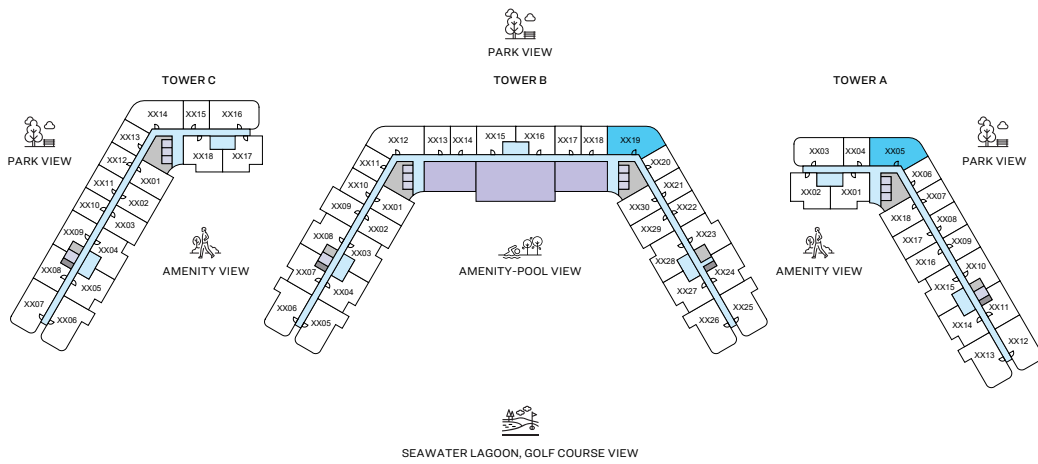 PARK VIEW
TOWER C
TOWER B
TOWER A
XX14
XX15
XX16
XX13
XX12
XX11
XX10
XX09
XX08
XX07
XX06
XX18
XX17
XX01
XX02
XX03
XX04
XX05
PARK VIEW
AMENITY VIEW
XX12
XX13
XX14
XX15
XX16
XX17
XX18
XX19
XX11
XX10
XX09
XX08
XX07
XX06
XX01
XX02
XX03
XX04
XX05
XX20
XX21
XX22
XX23
XX24
XX25
XX30
XX29
XX28
XX27
XX26
AMENITY-POOL VIEW
XX03
XX04
XX05
XX02
XX01
XX06
XX07
XX08
XX09
XX10
XX11
XX12
XX18
XX17
XX16
XX15
XX14
XX13
PARK VIEW
AMENITY VIEW
SEAWATER LAGOON, GOLF COURSE VIEW